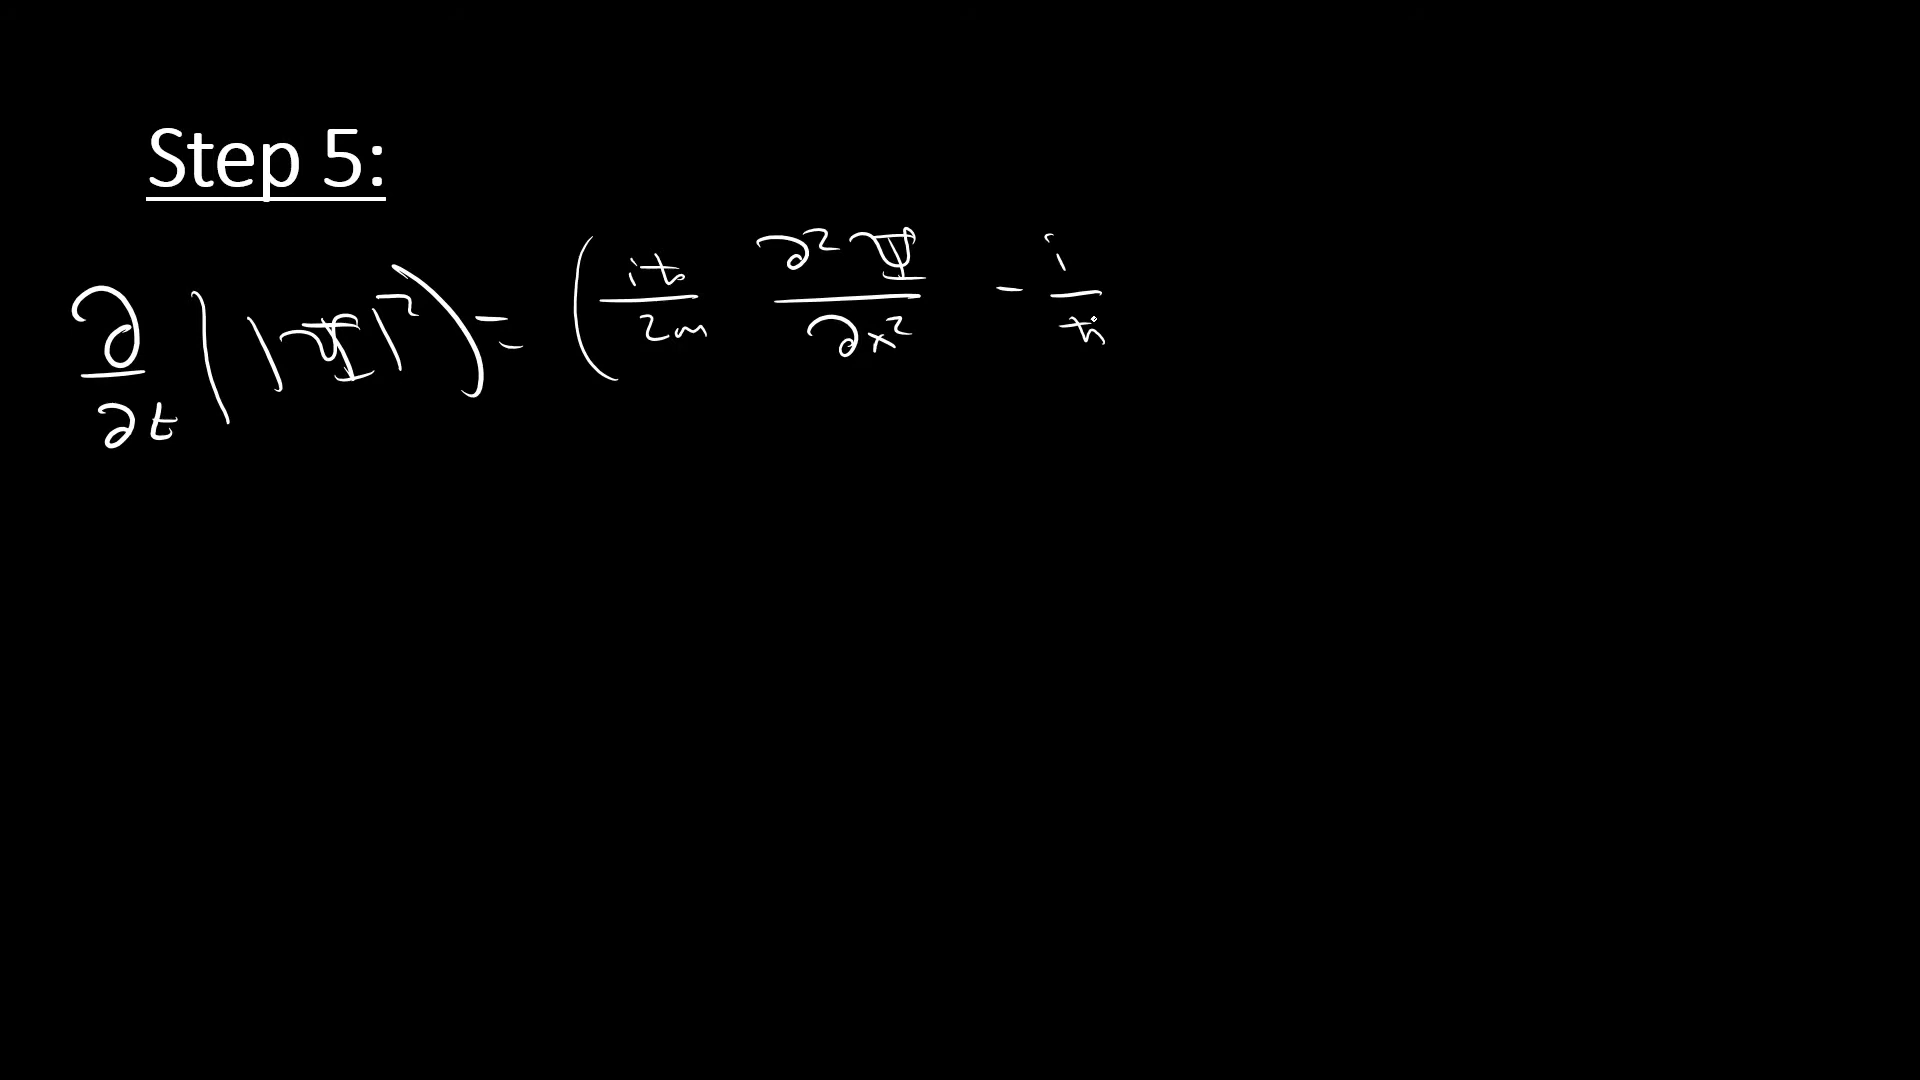 Step 5:
∂/∂t (|Ψ|²) = (iħ/2m ∂²Ψ/∂x² - i/ħ